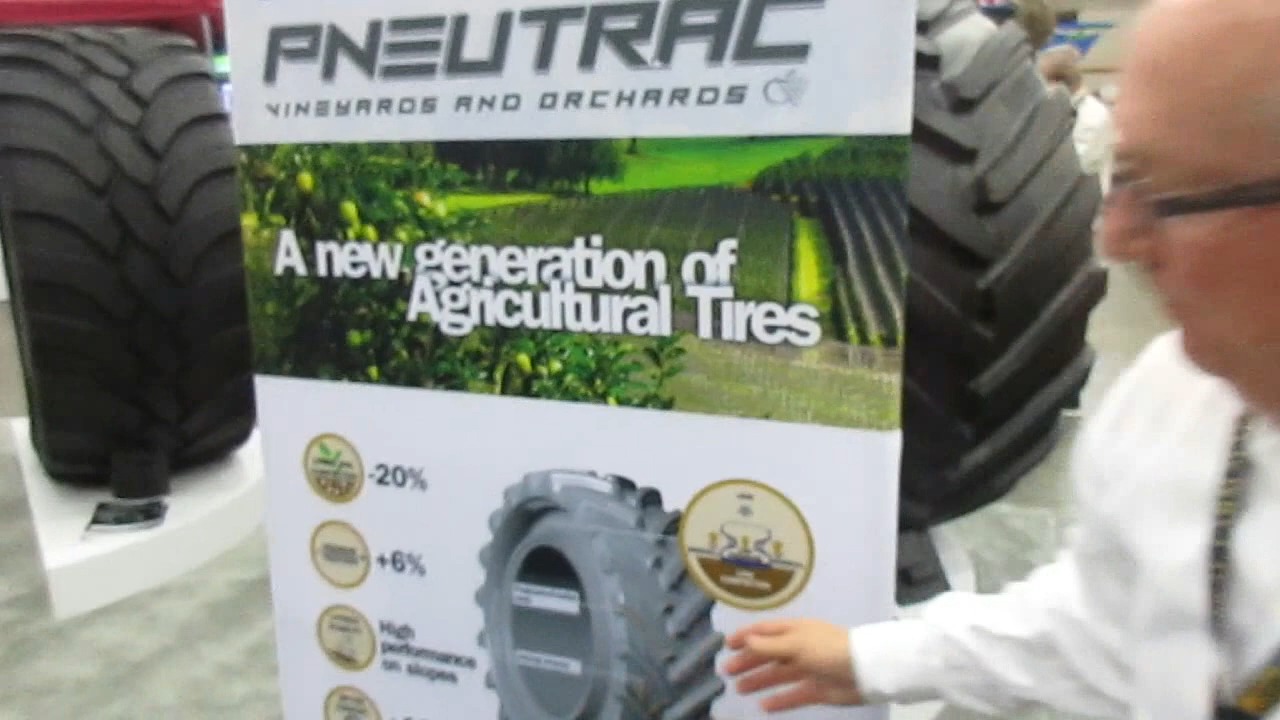 PNEUTRAC
VINEYARDS AND ORCHARDS
A new generation of
Agricultural Tires
-20%
+6%
High
performance
on slopes